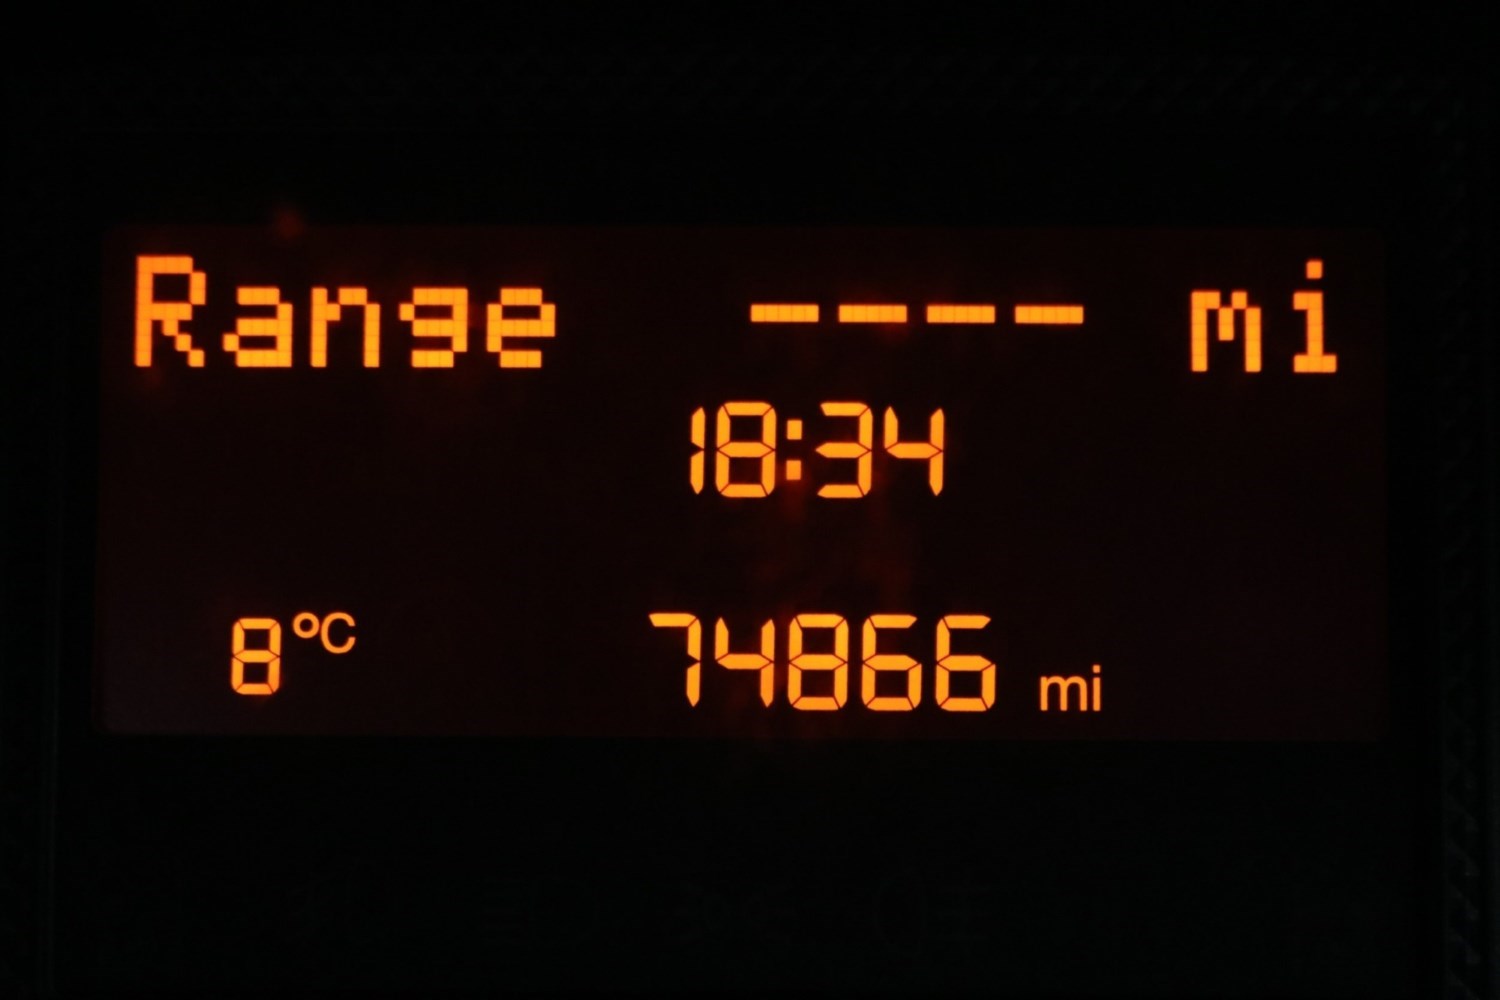 Range ---- mi
18:34
8°C 74866 mi